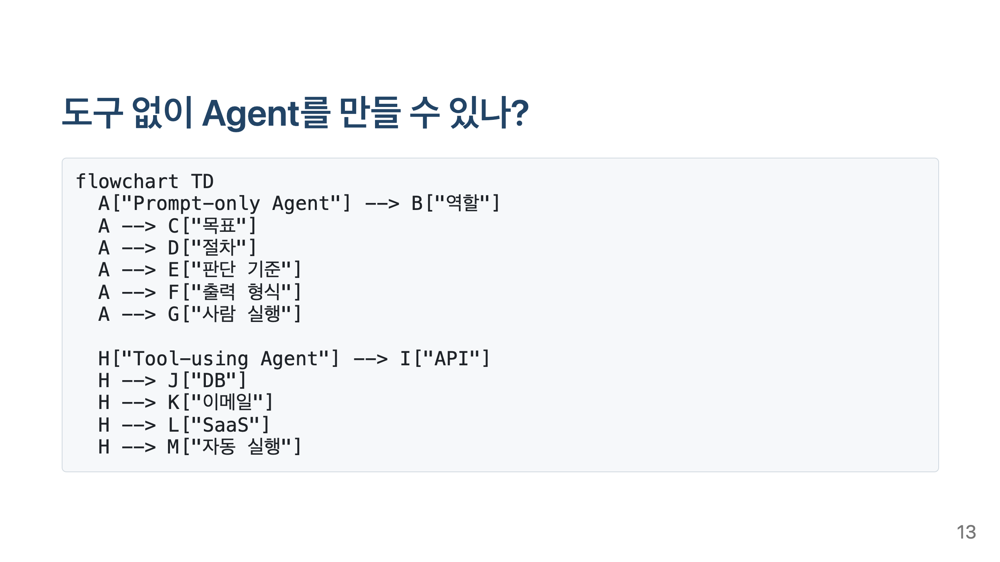 도구 없이 Agent를 만들 수 있나?
flowchart TD
  A["Prompt-only Agent"] --> B["역할"]
  A --> C["목표"]
  A --> D["절차"]
  A --> E["판단 기준"]
  A --> F["출력 형식"]
  A --> G["사람 실행"]

  H["Tool-using Agent"] --> I["API"]
  H --> J["DB"]
  H --> K["이메일"]
  H --> L["SaaS"]
  H --> M["자동 실행"]
13